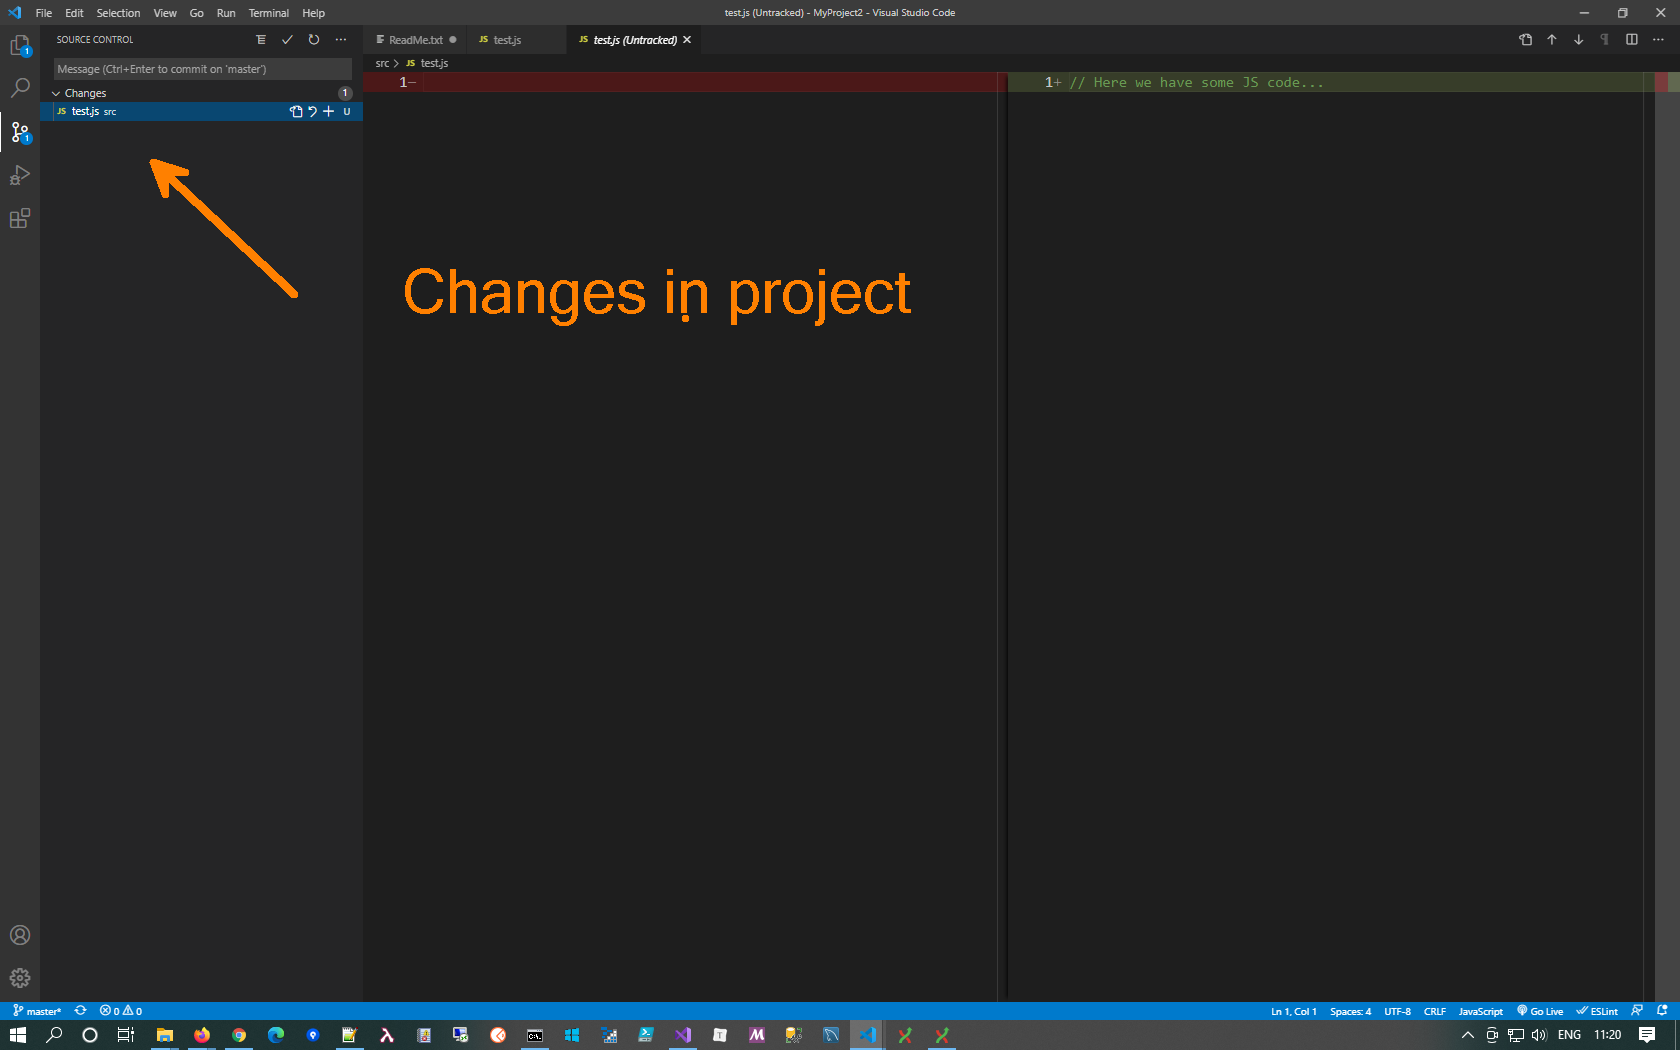 File Edit Selection View Go Run Terminal Help
test.js (Untracked) - MyProject2 - Visual Studio Code
SOURCE CONTROL
ReadMe.txt
JS test.js
JS test.js (Untracked)
1
Message (Ctrl+Enter to commit on 'master')
src > JS test.js
1-
1+ // Here we have some JS code...
Changes 1
JS test.js src U
1
Changes in project
master* 0 0
Ln 1, Col 1 Spaces: 4 UTF-8 CRLF JavaScript Go Live ESLint
ENG 11:20